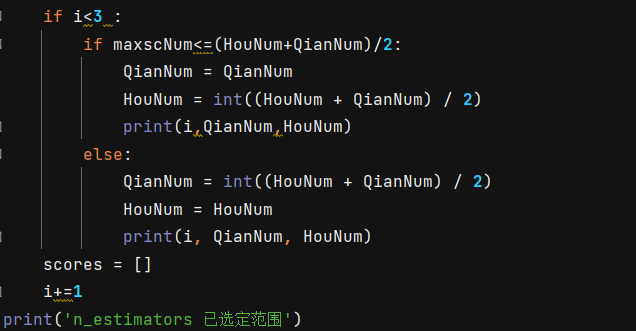 if i<3 :
if maxscNum<=(HouNum+QianNum)/2:
QianNum = QianNum
HouNum = int((HouNum + QianNum) / 2)
print(i,QianNum,HouNum)
else:
QianNum = int((HouNum + QianNum) / 2)
HouNum = HouNum
print(i, QianNum, HouNum)
scores = []
i+=1
print('n_estimators 已选定范围')